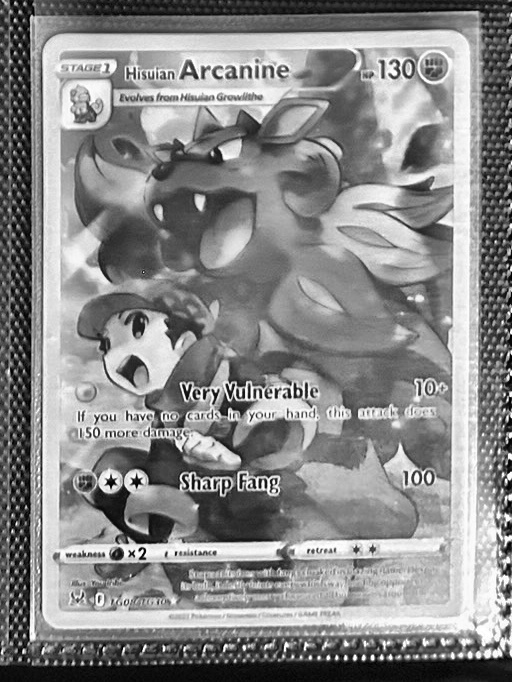 STAGE 1
Hisuian Arcanine
HP 130
Evolves from Hisuian Growlithe
Very Vulnerable 10+
If you have no cards in your hand, this attack does
150 more damage.
Sharp Fang 100
weakness ×2 resistance retreat